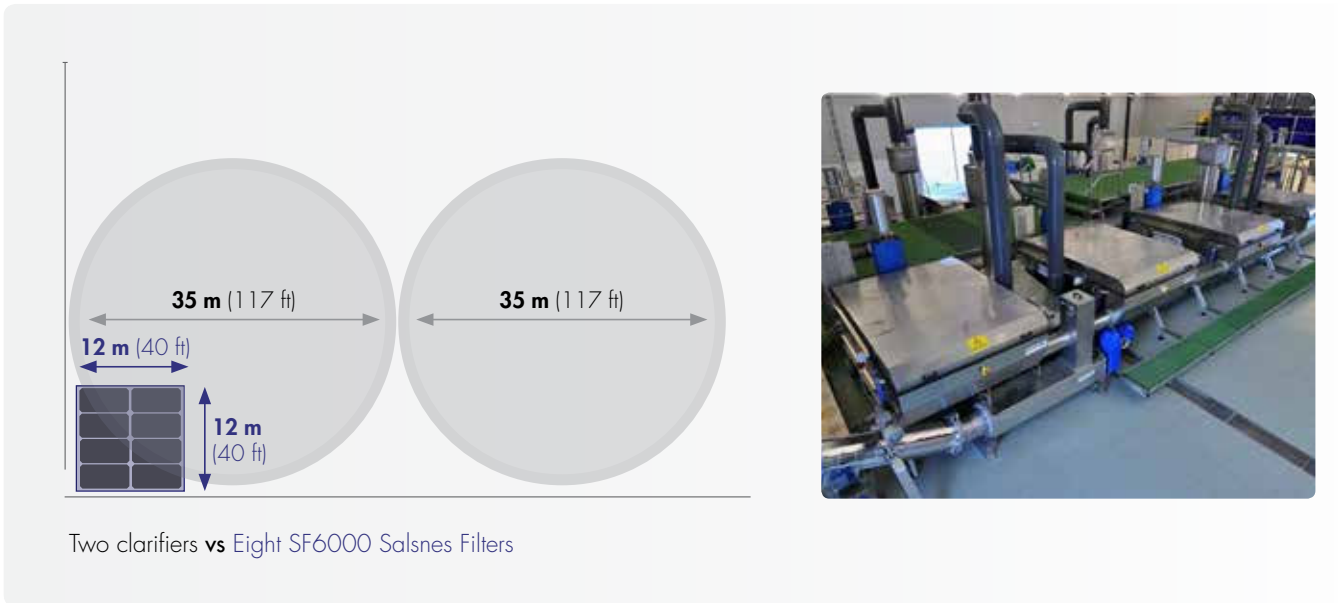 35 m (117 ft)
35 m (117 ft)
12 m (40 ft)
12 m
(40 ft)
Two clarifiers vs Eight SF6000 Salsnes Filters